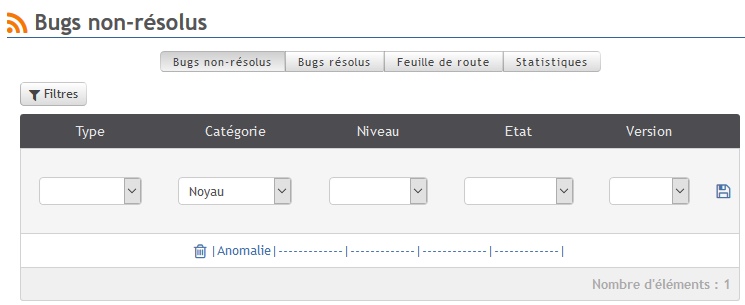 Bugs non-résolus
Bugs non-résolus Bugs résolus Feuille de route Statistiques
Filtres
Type Catégorie Niveau Etat Version
Noyau
|Anomalie|-------------|-------------|-------------|-------------|
Nombre d'éléments : 1